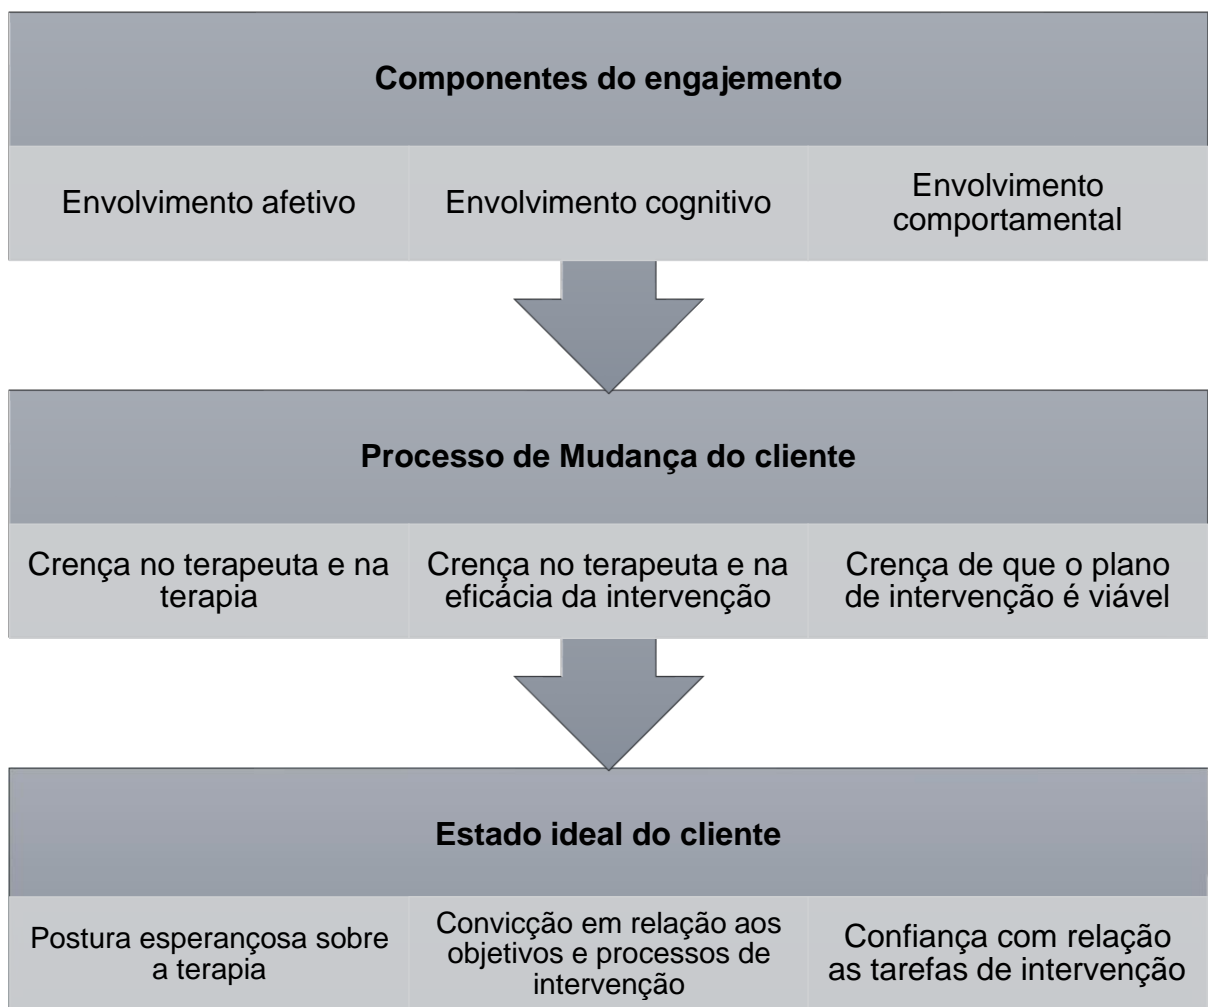 Componentes do engajemento
Envolvimento afetivo
Envolvimento cognitivo
Envolvimento
comportamental
Processo de Mudança do cliente
Crença no terapeuta e na
terapia
Crença no terapeuta e na
eficácia da intervenção
Crença de que o plano
de intervenção é viável
Estado ideal do cliente
Postura esperançosa sobre
a terapia
Convicção em relação aos
objetivos e processos de
intervenção
Confiança com relação
as tarefas de intervenção